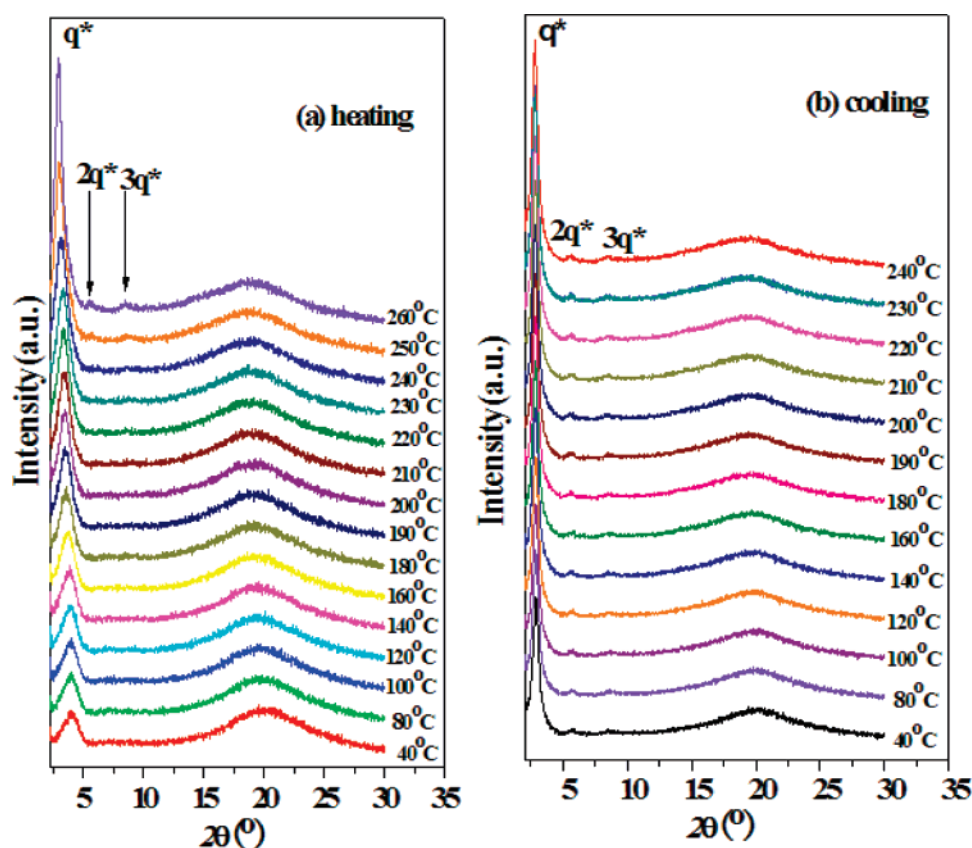 q*
(a) heating
2q* 3q*
260°C
250°C
240°C
230°C
220°C
210°C
200°C
190°C
180°C
160°C
140°C
120°C
100°C
80°C
40°C
Intensity (a.u.)
5 10 15 20 25 30 35
2θ (°)
q*
(b) cooling
2q* 3q*
240°C
230°C
220°C
210°C
200°C
190°C
180°C
160°C
140°C
120°C
100°C
80°C
40°C
Intensity (a.u.)
5 10 15 20 25 30 35
2θ (°)